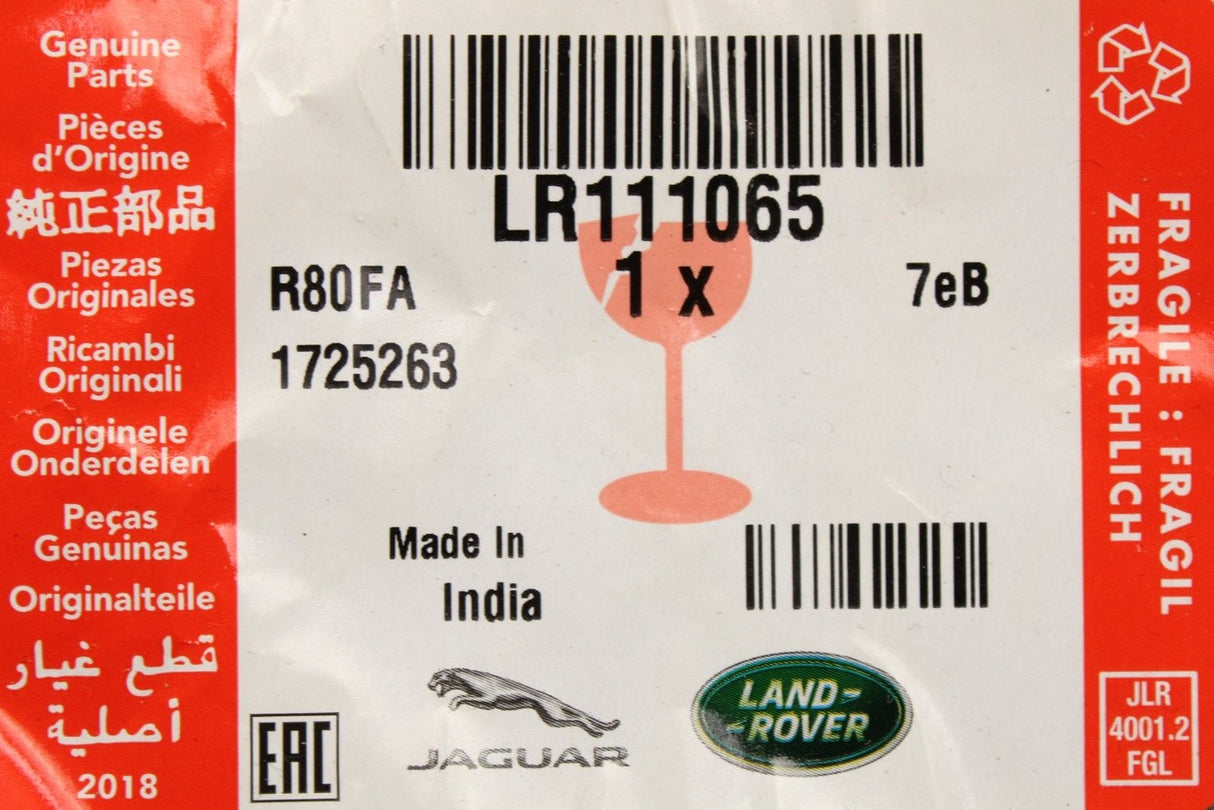 Genuine
Parts
Pièces
d'Origine
純正部品
Piezas
Originales
Ricambi
Originali
Originele
Onderdelen
Peças
Genuinas
Originalteile
قطع غيار
أصلية
2018
LR111065
1 x
R80FA
7eB
1725263
Made In
India
EAC
JAGUAR
LAND-
-ROVER
FRAGILE : FRAGIL
ZERBRECHLICH
JLR
4001.2
FGL